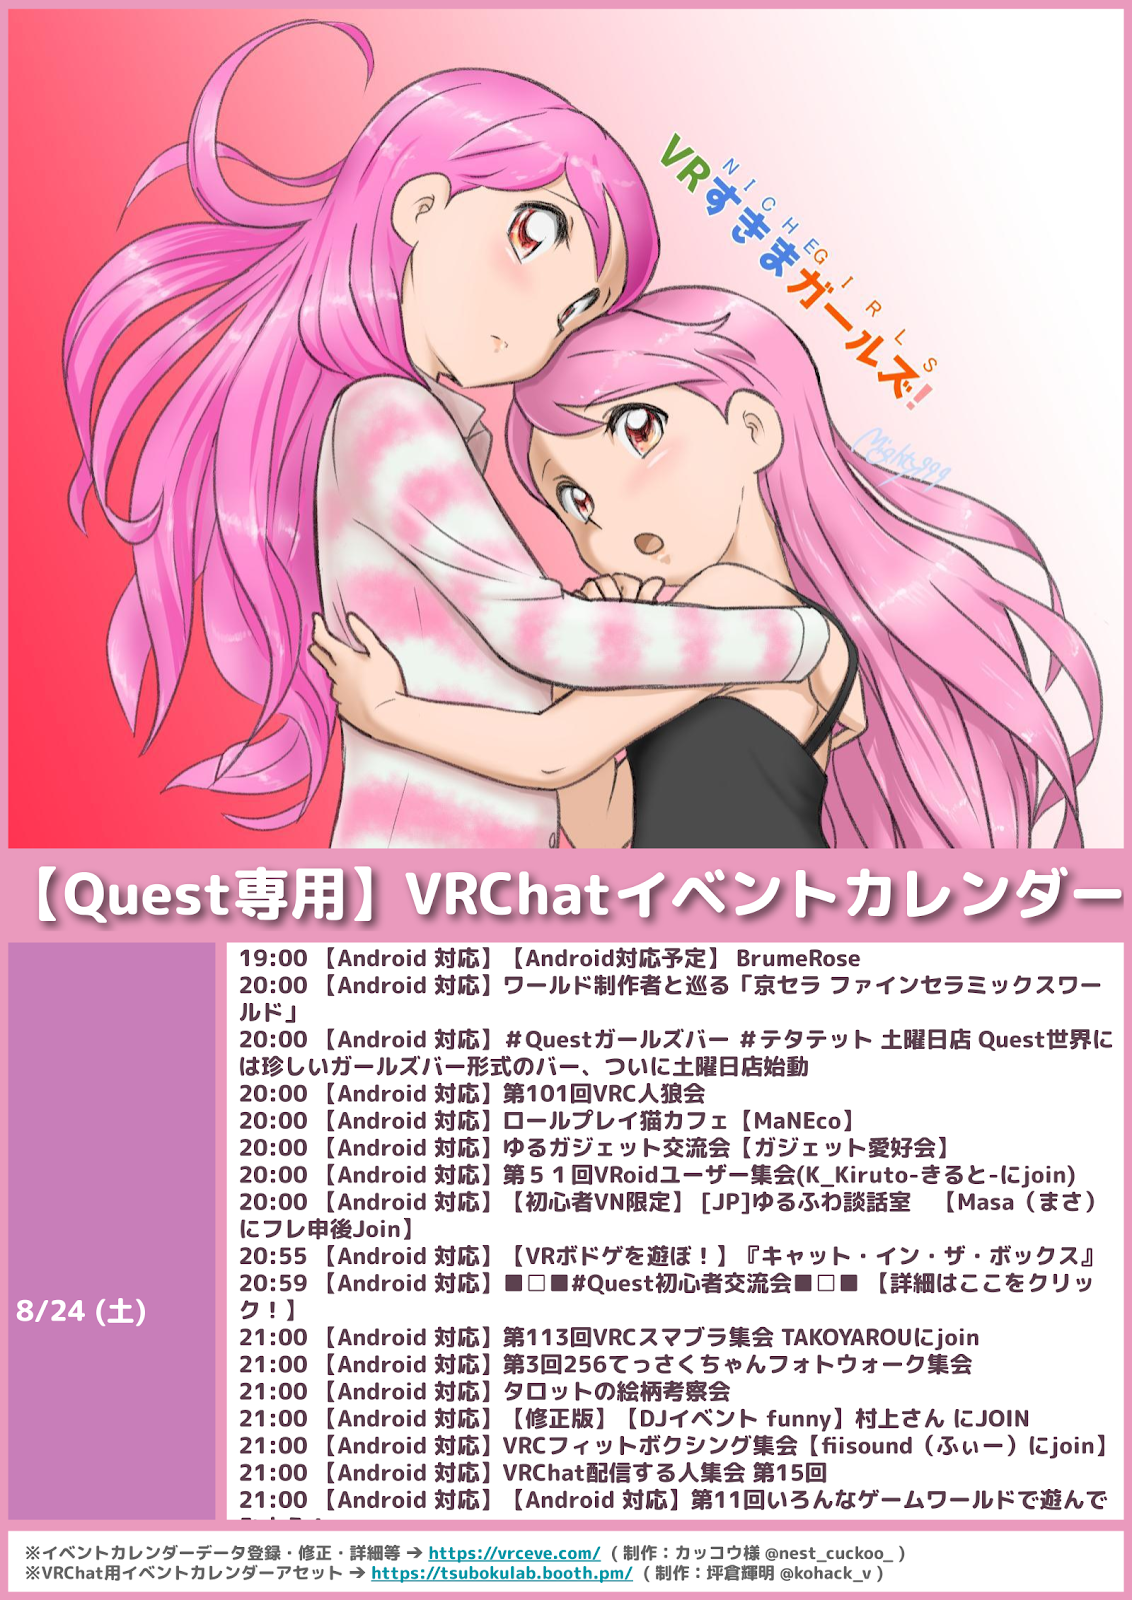 VRすきまガールズ!
NICHEGIRLS
Mighty999
【Quest専用】VRChatイベントカレンダー
8/24 (土)
19:00 【Android 対応】【Android対応予定】 BrumeRose
20:00 【Android 対応】ワールド制作者と巡る「京セラ ファインセラミックスワー
ルド」
20:00 【Android 対応】＃Questガールズバー ＃テタテット 土曜日店 Quest世界に
は珍しいガールズバー形式のバー、ついに土曜日店始動
20:00 【Android 対応】第101回VRC人狼会
20:00 【Android 対応】ロールプレイ猫カフェ【MaNEco】
20:00 【Android 対応】ゆるガジェット交流会【ガジェット愛好会】
20:00 【Android 対応】第５１回VRoidユーザー集会(K_Kiruto-きると-にjoin)
20:00 【Android 対応】【初心者VN限定】 [JP]ゆるふわ談話室　【Masa（まさ）
にフレ申後Join】
20:55 【Android 対応】【VRボドゲを遊ぼ！】『キャット・イン・ザ・ボックス』
20:59 【Android 対応】■□■#Quest初心者交流会■□■ 【詳細はここをクリッ
ク！】
21:00 【Android 対応】第113回VRCスマブラ集会 TAKOYAROUにjoin
21:00 【Android 対応】第3回256てっさくちゃんフォトウォーク集会
21:00 【Android 対応】タロットの絵柄考察会
21:00 【Android 対応】【修正版】【DJイベント funny】村上さん にJOIN
21:00 【Android 対応】VRCフィットボクシング集会【fiisound（ふぃー）にjoin】
21:00 【Android 対応】VRChat配信する人集会 第15回
21:00 【Android 対応】【Android 対応】第11回いろんなゲームワールドで遊んで
※イベントカレンダーデータ登録・修正・詳細等 → https://vrceve.com/ ( 制作：カッコウ様 @nest_cuckoo_ )
※VRChat用イベントカレンダーアセット → https://tsubokulab.booth.pm/ ( 制作：坪倉輝明 @kohack_v )